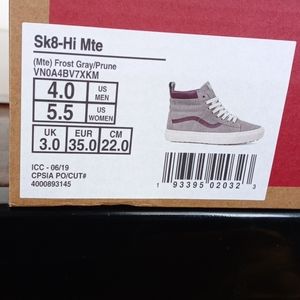 Sk8-Hi Mte
(Mte) Frost Gray/Prune
VN0A4BV7XKM
4.0 US MEN
5.5 US WOMEN
UK EUR CM
3.0 35.0 22.0
ICC - 06/19
CPSIA PO/CUT#
4000893145
1 93395 02032 3